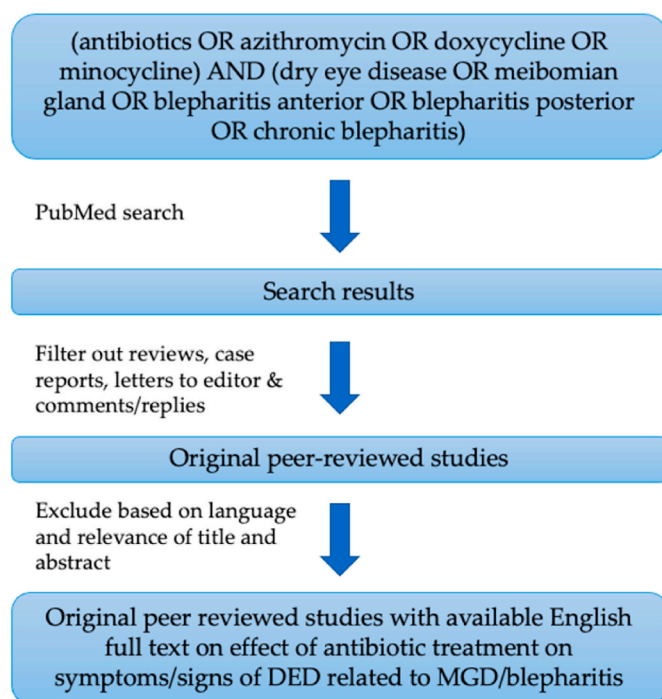 (antibiotics OR azithromycin OR doxycycline OR
minocycline) AND (dry eye disease OR meibomian
gland OR blepharitis anterior OR blepharitis posterior
OR chronic blepharitis)
PubMed search
Search results
Filter out reviews, case
reports, letters to editor &
comments/replies
Original peer-reviewed studies
Exclude based on language
and relevance of title and
abstract
Original peer reviewed studies with available English
full text on effect of antibiotic treatment on
symptoms/signs of DED related to MGD/blepharitis